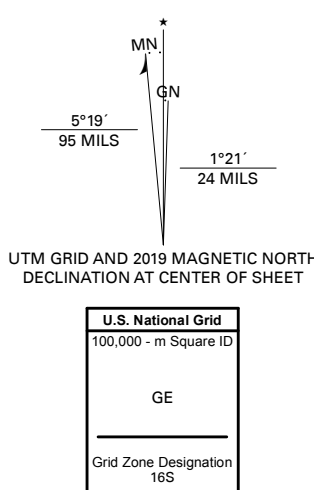 ★
MN
GN
5°19´
95 MILS
1°21´
24 MILS
UTM GRID AND 2019 MAGNETIC NORTH
DECLINATION AT CENTER OF SHEET
U.S. National Grid
100,000 - m Square ID
GE
Grid Zone Designation
16S